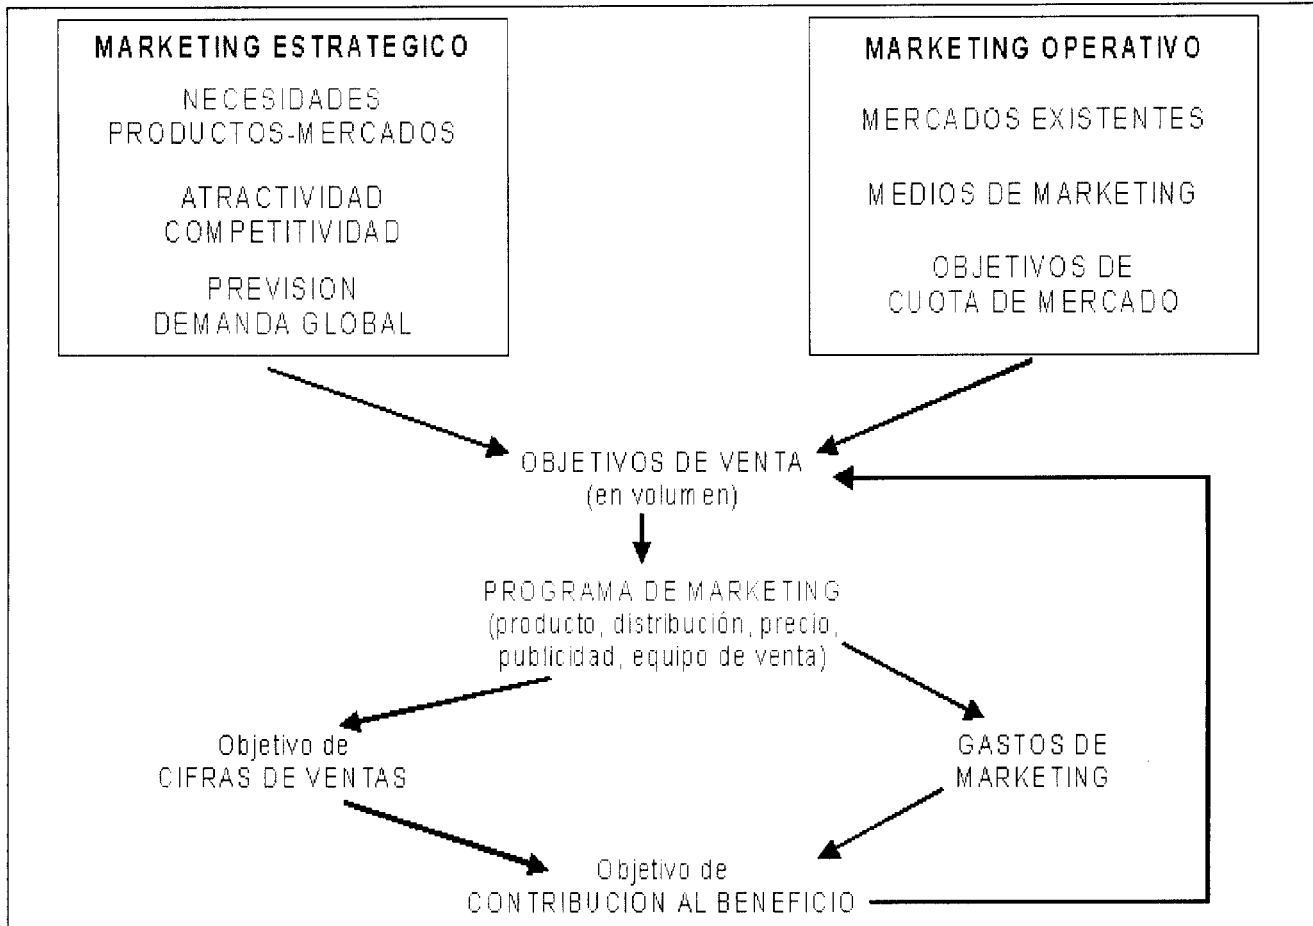 MARKETING ESTRATEGICO
NECESIDADES
PRODUCTOS-MERCADOS
ATRACTIVIDAD
COMPETITIVIDAD
PREVISION
DEMANDA GLOBAL
MARKETING OPERATIVO
MERCADOS EXISTENTES
MEDIOS DE MARKETING
OBJETIVOS DE
CUOTA DE MERCADO
OBJETIVOS DE VENTA
(en volumen)
PROGRAMA DE MARKETING
(producto, distribución, precio,
publicidad, equipo de venta)
Objetivo de
CIFRAS DE VENTAS
GASTOS DE
MARKETING
Objetivo de
CONTRIBUCION AL BENEFICIO